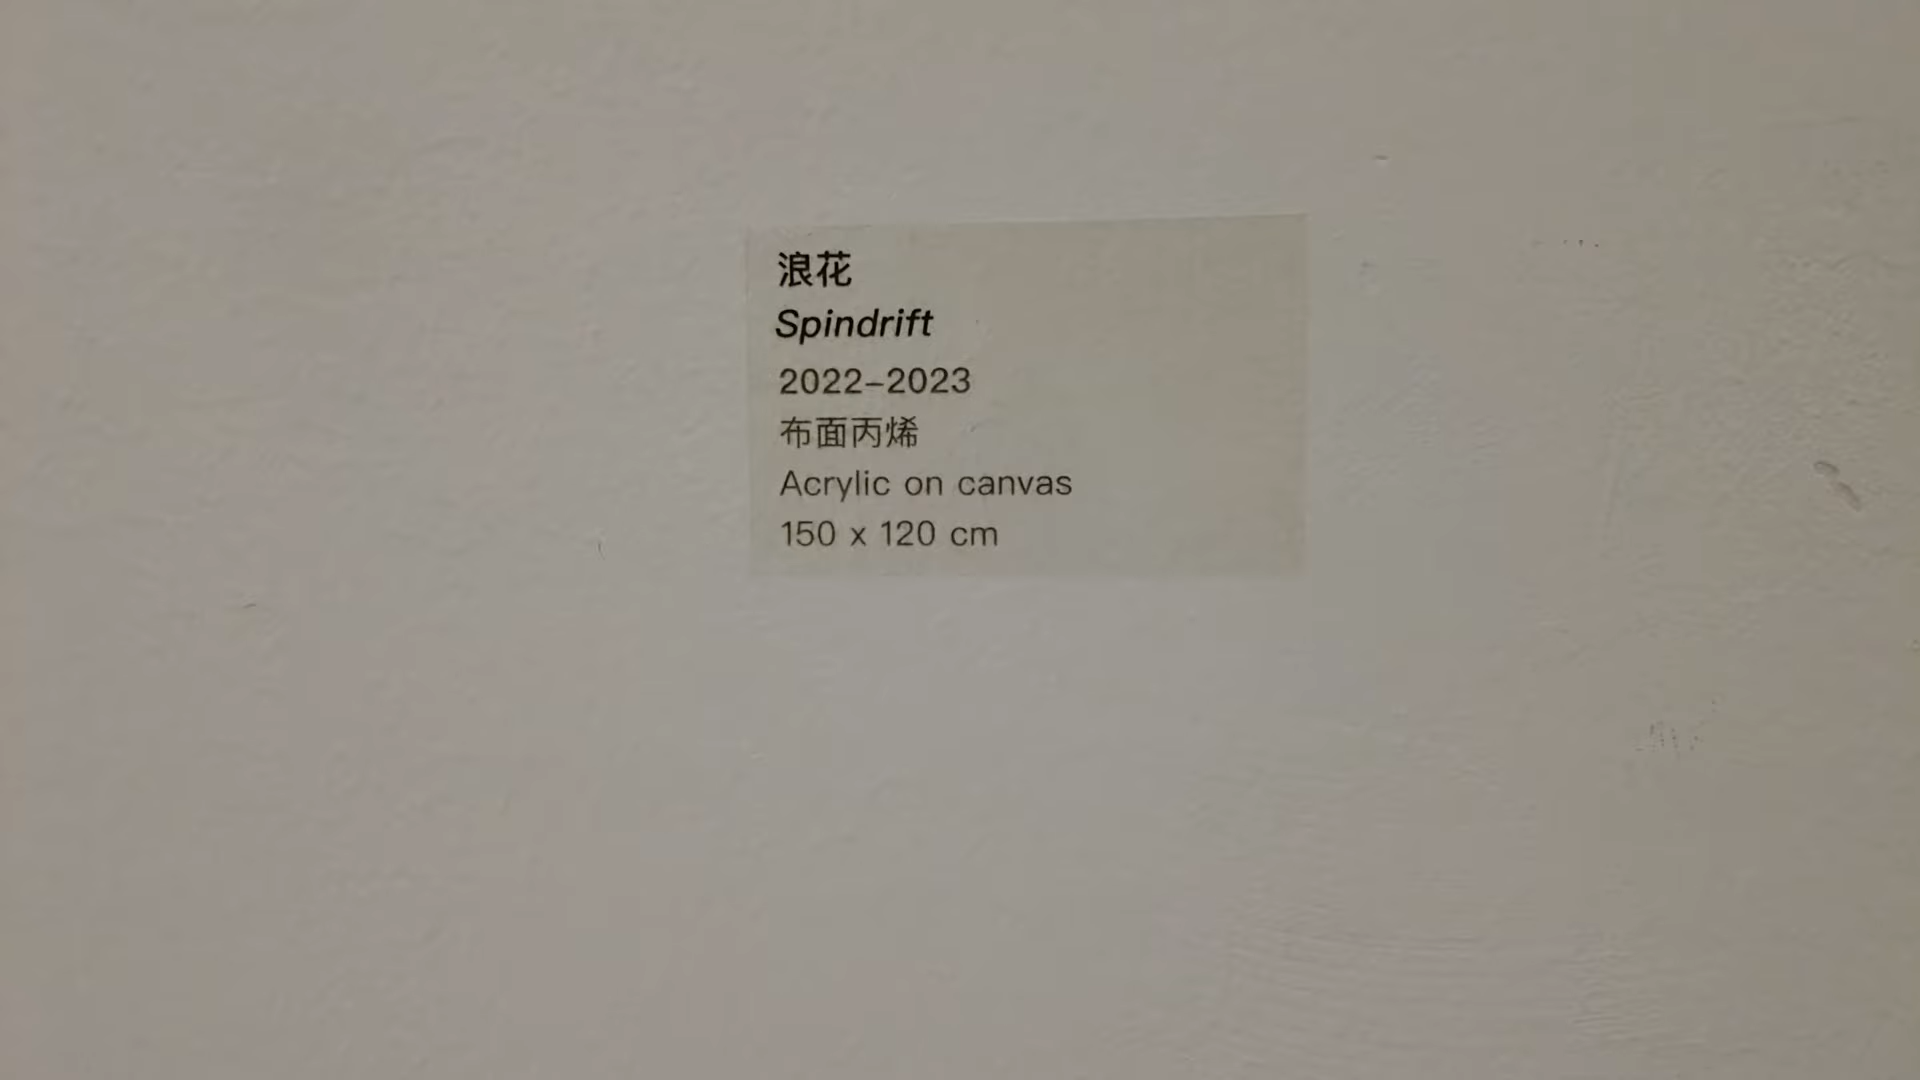 浪花
Spindrift
2022–2023
布面丙烯
Acrylic on canvas
150 x 120 cm